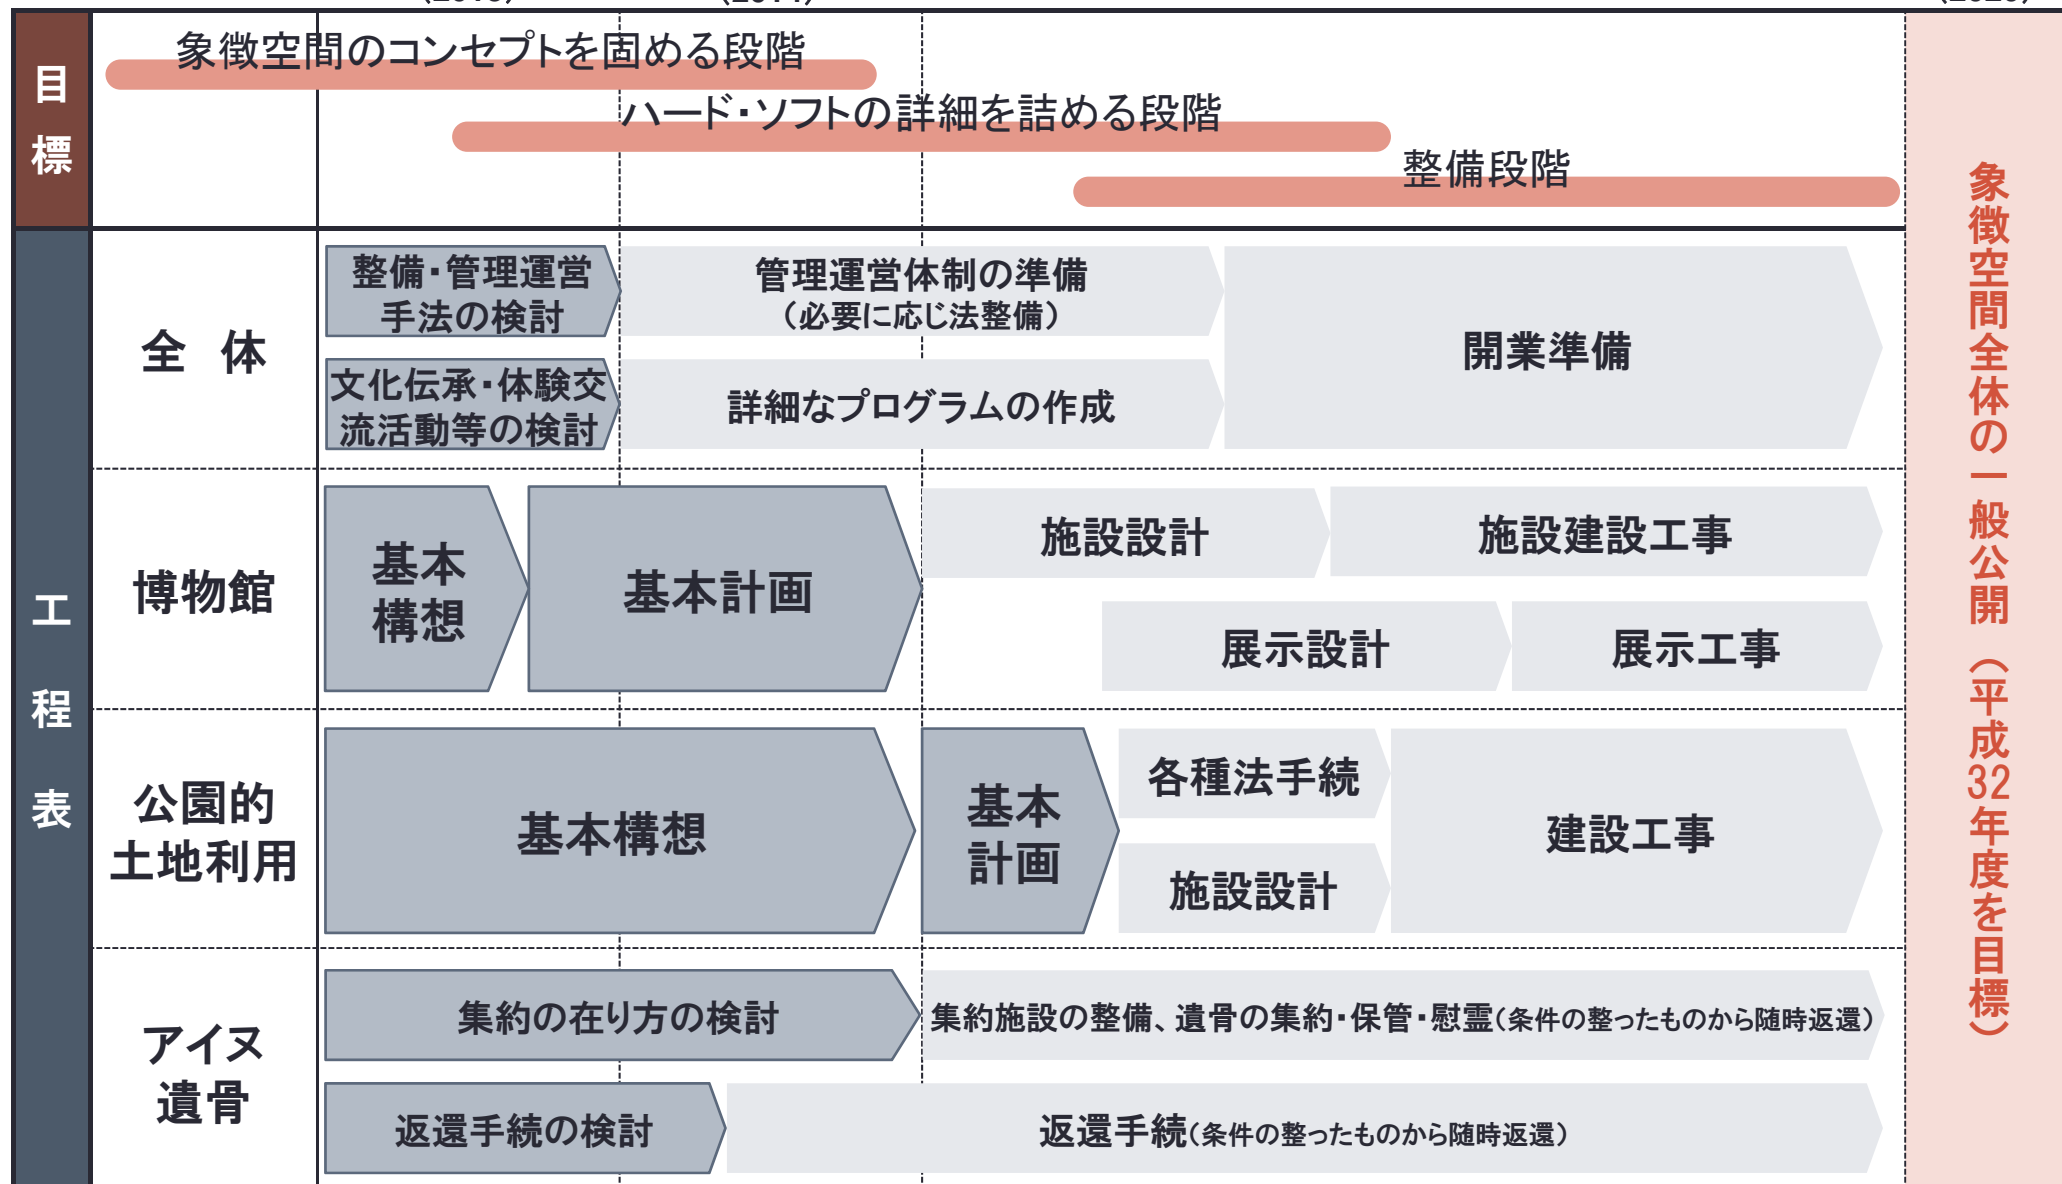 目標
象徴空間のコンセプトを固める段階
ハード・ソフトの詳細を詰める段階
整備段階
工程表
全 体
整備・管理運営
手法の検討
管理運営体制の準備
（必要に応じ法整備）
文化伝承・体験交
流活動等の検討
詳細なプログラムの作成
開業準備
博物館
基本
構想
基本計画
施設設計
施設建設工事
展示設計
展示工事
公園的
土地利用
基本構想
基本
計画
各種法手続
施設設計
建設工事
アイヌ
遺骨
集約の在り方の検討
集約施設の整備、遺骨の集約・保管・慰霊（条件の整ったものから随時返還）
返還手続の検討
返還手続（条件の整ったものから随時返還）
象徴空間全体の一般公開（平成32年度を目標）